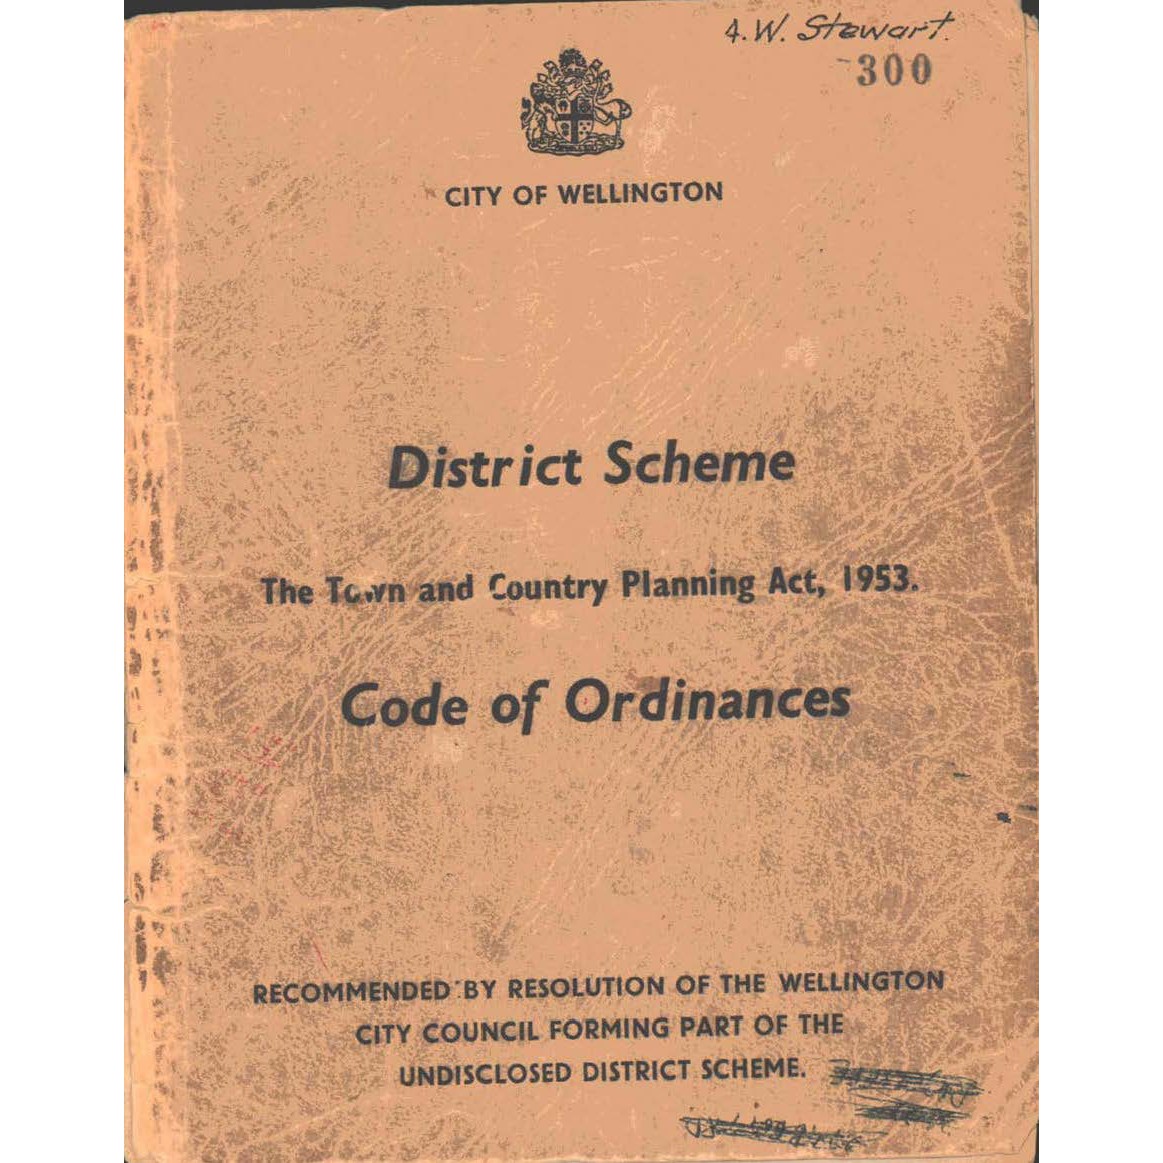 A. W. Stewart.
300
CITY OF WELLINGTON
District Scheme
The Town and Country Planning Act, 1953.
Code of Ordinances
RECOMMENDED BY RESOLUTION OF THE WELLINGTON
CITY COUNCIL FORMING PART OF THE
UNDISCLOSED DISTRICT SCHEME.